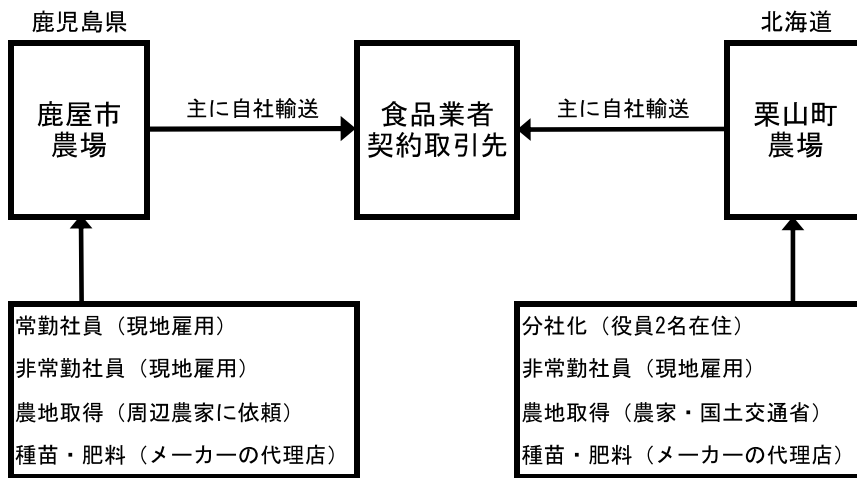 鹿児島県
北海道
鹿屋市
農場
主に自社輸送
食品業者
契約取引先
主に自社輸送
栗山町
農場
常勤社員（現地雇用）
非常勤社員（現地雇用）
農地取得（周辺農家に依頼）
種苗・肥料（メーカーの代理店）
分社化（役員2名在住）
非常勤社員（現地雇用）
農地取得（農家・国土交通省）
種苗・肥料（メーカーの代理店）